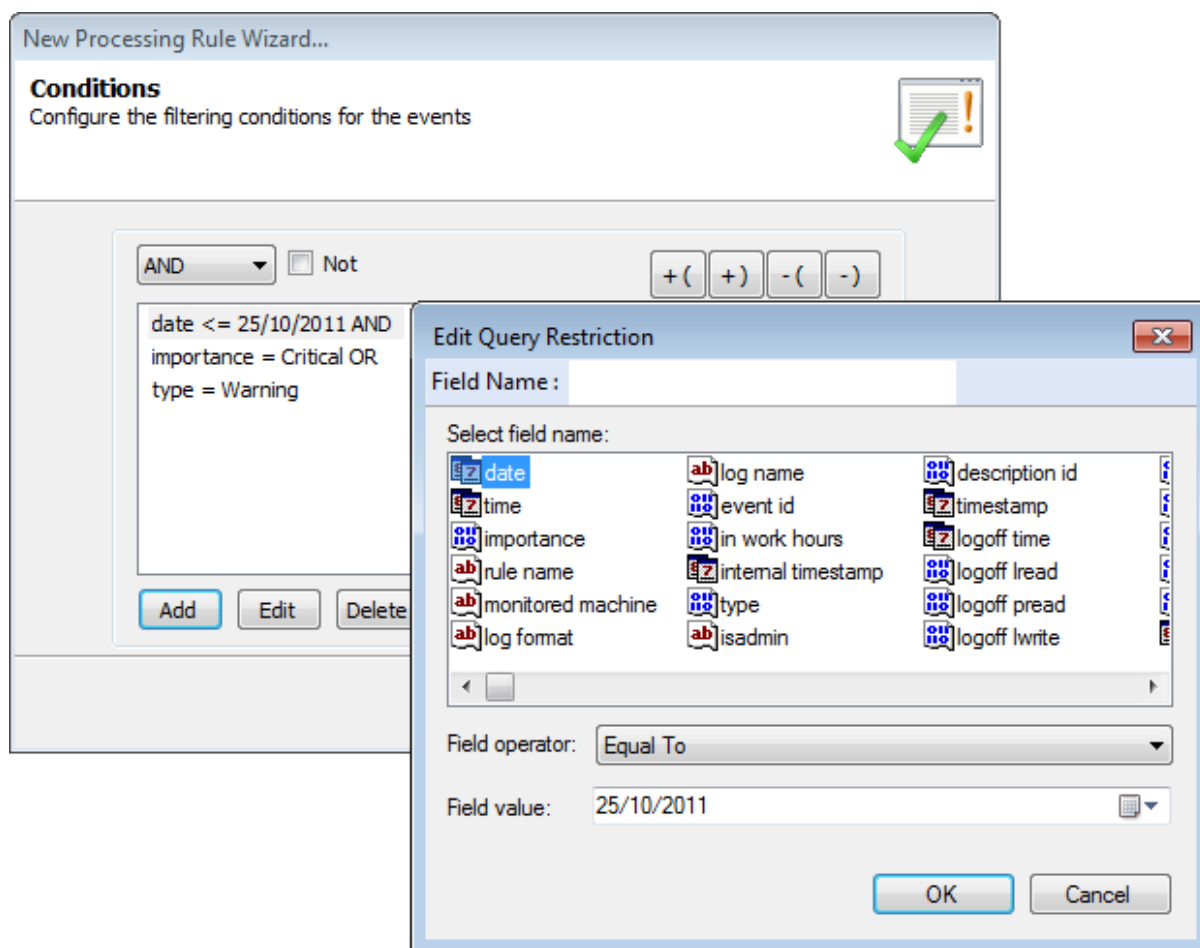 New Processing Rule Wizard...
Conditions
Configure the filtering conditions for the events
AND Not +( +) -( -)
date <= 25/10/2011 AND
importance = Critical OR
type = Warning
Add Edit Delete
Edit Query Restriction
Field Name :
Select field name:
date log name description id
time event id timestamp
importance in work hours logoff time
rule name internal timestamp logoff lread
monitored machine type logoff pread
log format isadmin logoff lwrite
Field operator: Equal To
Field value: 25/10/2011
OK Cancel